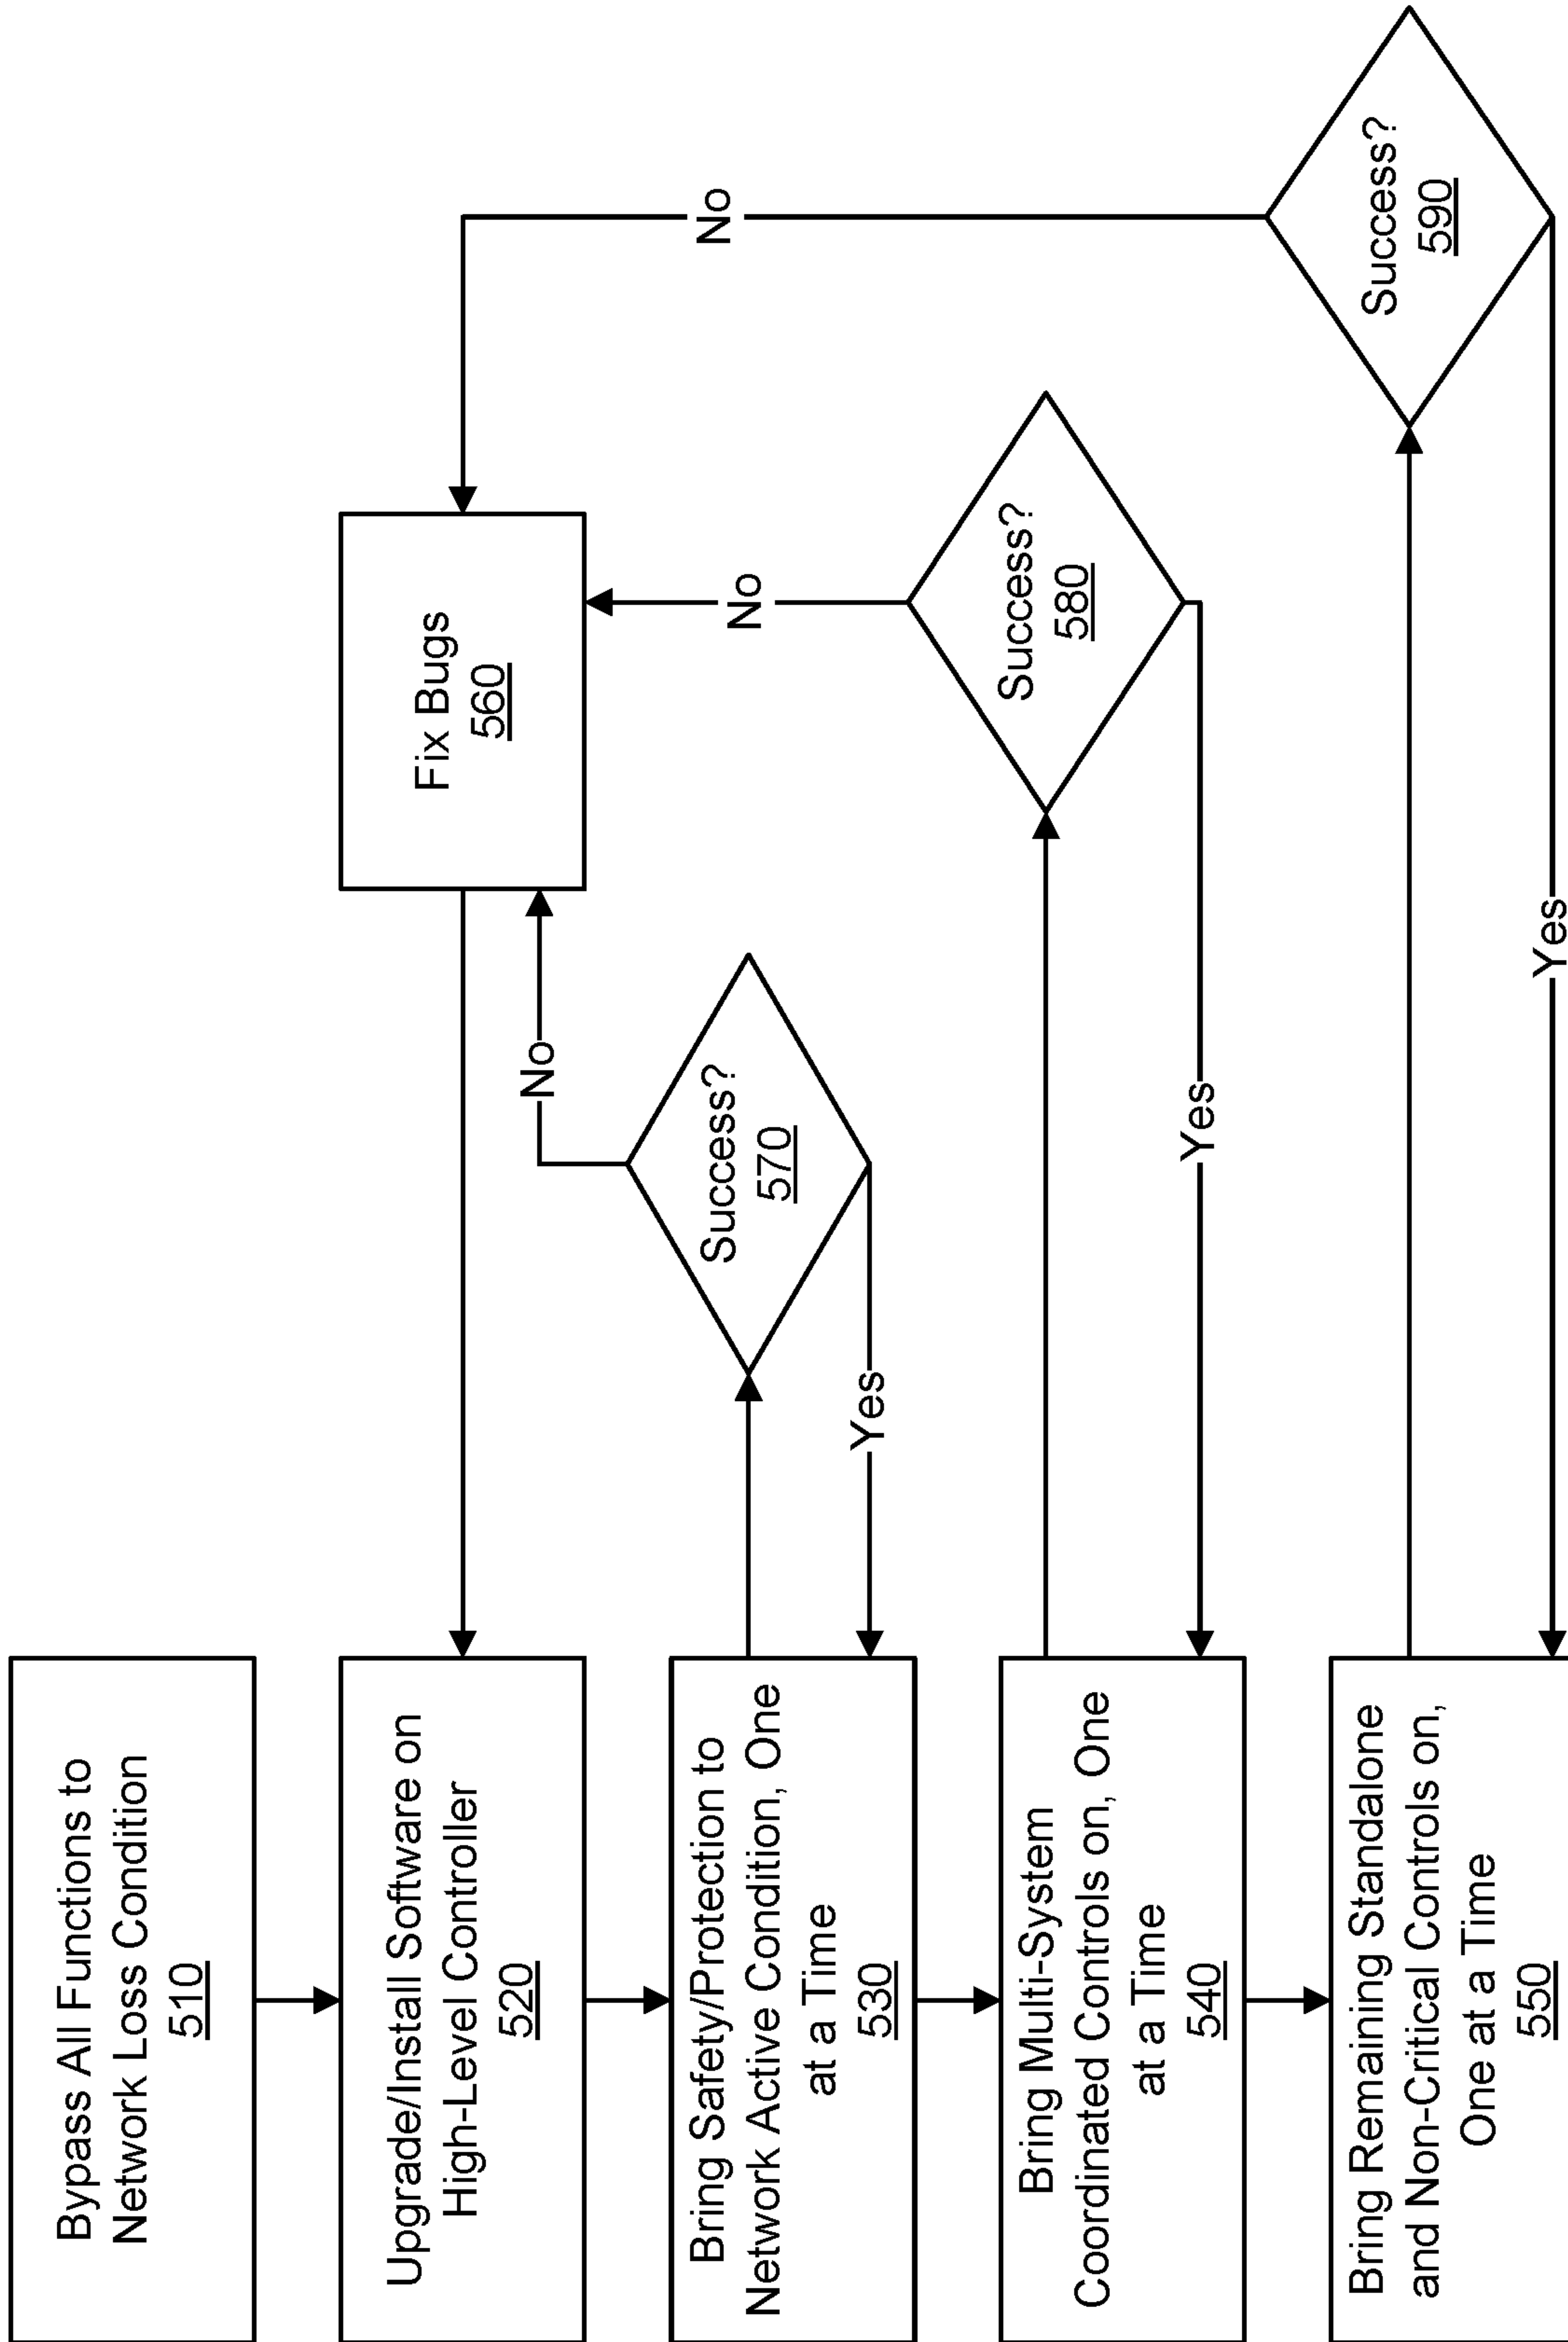 Bypass All Functions to
Network Loss Condition
510
Upgrade/Install Software on
High-Level Controller
520
Fix Bugs
560
Bring Safety/Protection to
Network Active Condition, One
at a Time
530
Success?
570
No
Yes
Bring Multi-System
Coordinated Controls on, One
at a Time
540
Success?
580
No
Yes
Bring Remaining Standalone
and Non-Critical Controls on,
One at a Time
550
Success?
590
No
Yes